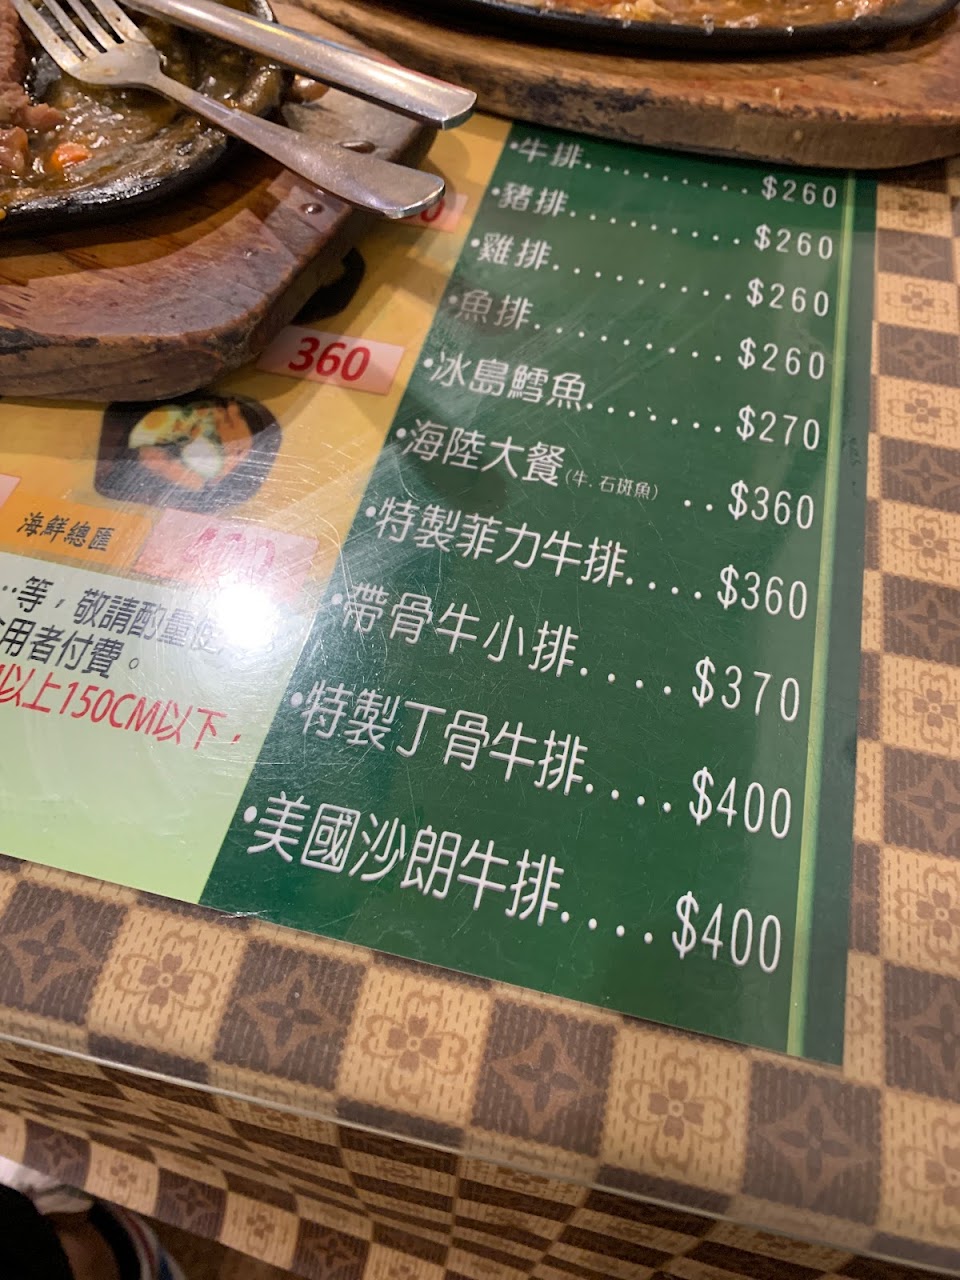 •牛排.........$260
•豬排..........$260
•雞排..........$260
•魚排..........$260
•冰島鱈魚.......$270
•海陸大餐(牛.石斑魚) ..$360
•特製菲力牛排....$360
•帶骨牛小排....$370
•特製丁骨牛排....$400
•美國沙朗牛排....$400
360
海鮮總匯
…等，敬請酌量
用者付費。
以上150CM以下，